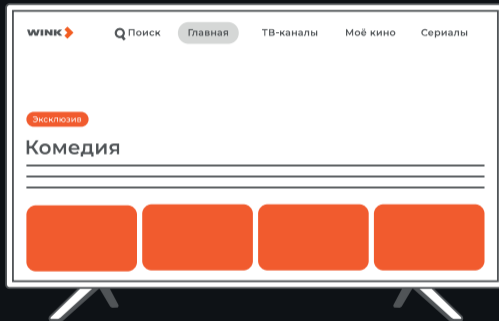 WINK
Поиск
Главная
ТВ-каналы
Моё кино
Сериалы
Эксклюзив
Комедия